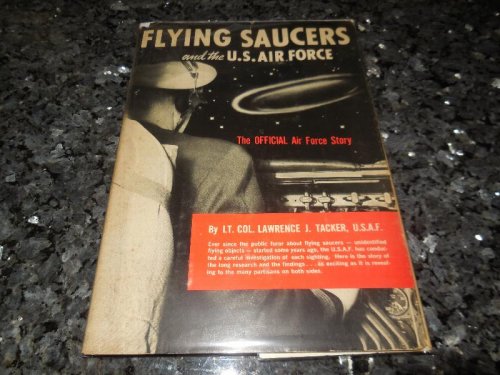 FLYING SAUCERS
and the U.S. AIR FORCE
The OFFICIAL Air Force Story
By LT. COL. LAWRENCE J. TACKER, U.S.A.F.
Ever since the public furor about flying saucers — unidentified
flying objects — started some years ago, the U.S.A.F. has conduc-
ted a careful investigation of each sighting. Here is the story of
the long research and the findings . . . as exciting as it is reveal-
ing to the many partisans on both sides.